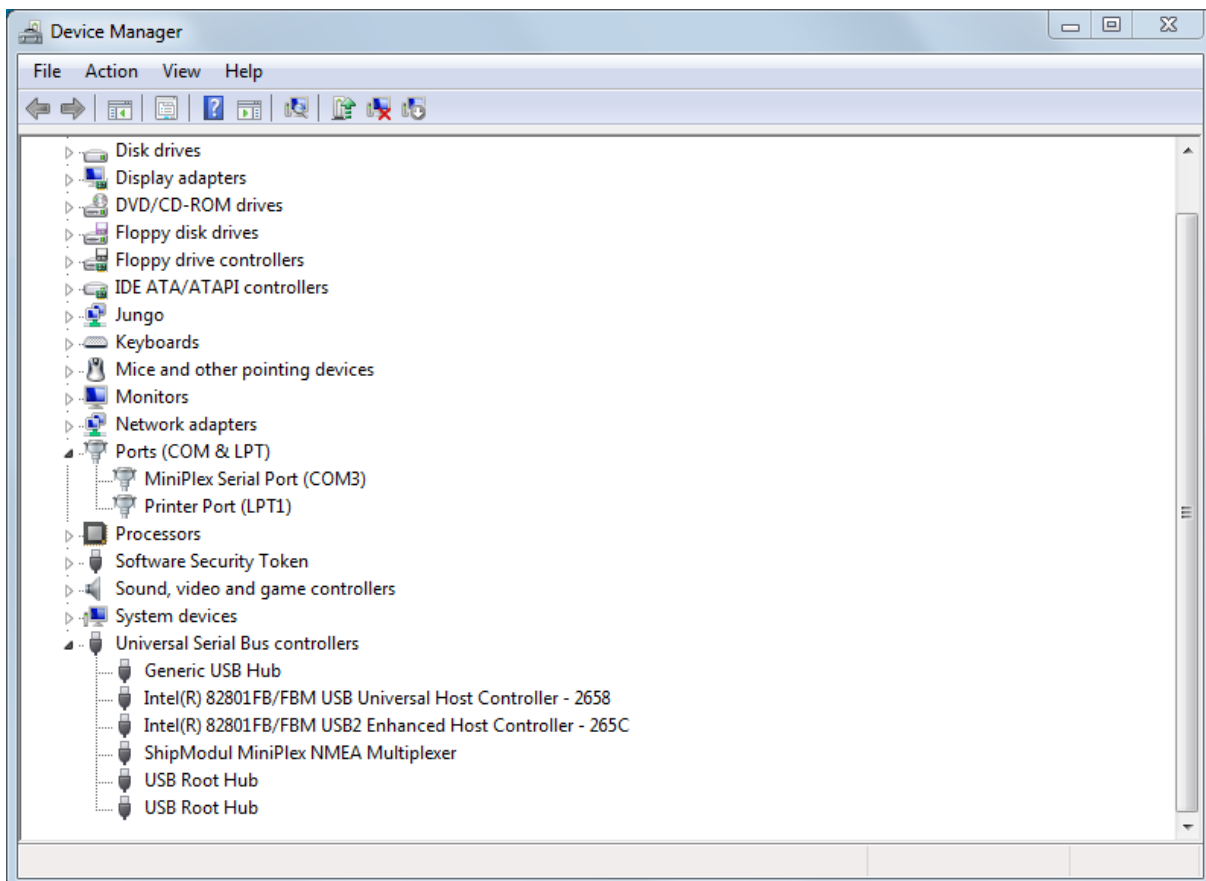 Device Manager
File Action View Help
Disk drives
Display adapters
DVD/CD-ROM drives
Floppy disk drives
Floppy drive controllers
IDE ATA/ATAPI controllers
Jungo
Keyboards
Mice and other pointing devices
Monitors
Network adapters
Ports (COM & LPT)
MiniPlex Serial Port (COM3)
Printer Port (LPT1)
Processors
Software Security Token
Sound, video and game controllers
System devices
Universal Serial Bus controllers
Generic USB Hub
Intel(R) 82801FB/FBM USB Universal Host Controller - 2658
Intel(R) 82801FB/FBM USB2 Enhanced Host Controller - 265C
ShipModul MiniPlex NMEA Multiplexer
USB Root Hub
USB Root Hub